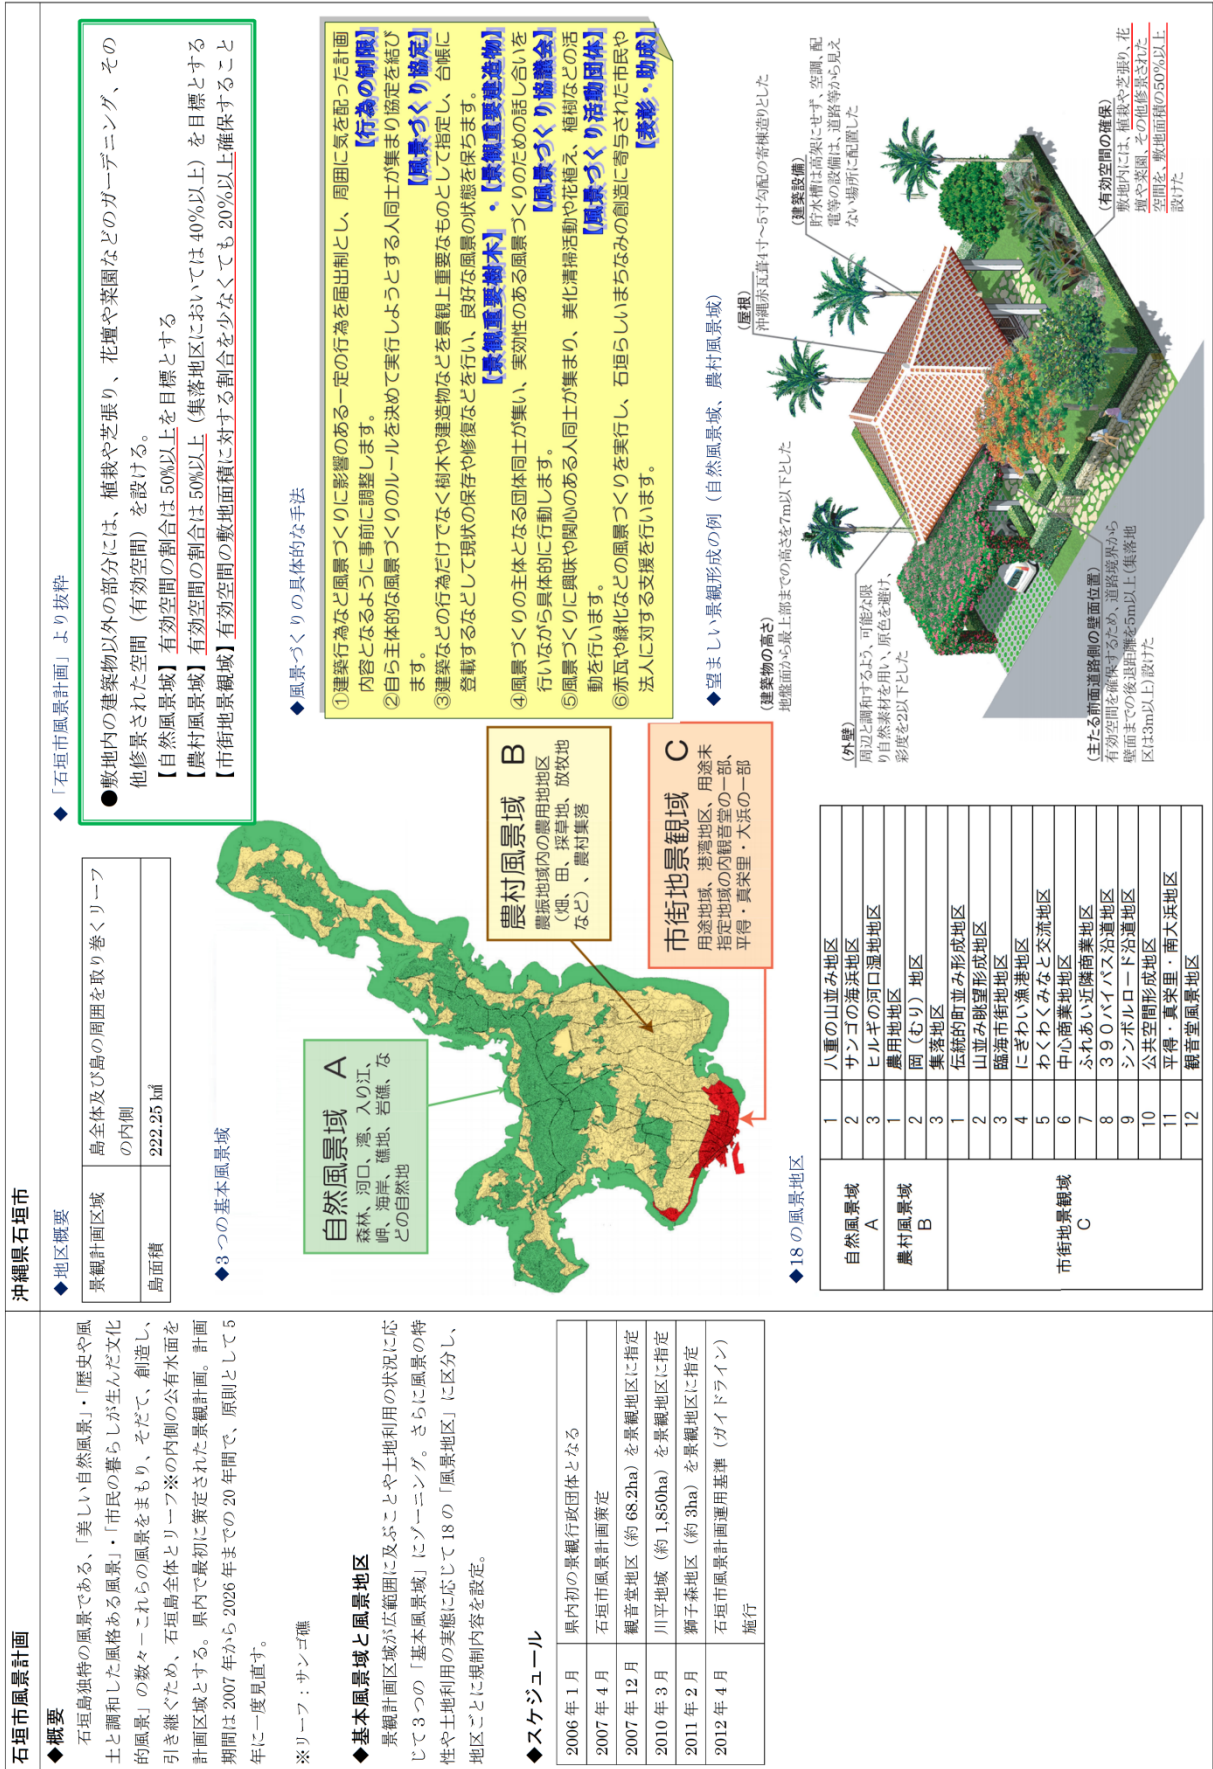 石垣市風景計画
沖縄県石垣市
◆概要
石垣島独特の風景である、「美しい自然風景」・「歴史や風
土と調和した風格ある風景」・「市民の暮らしが生んだ文化
的風景」の数々－これらの風景をまもり、そだて、創造し、
引き継ぐため、石垣島全体とリーフ※の内側の公有水面を
計画区域とする。県内で最初に策定された景観計画。計画
期間は2007年から2026年までの20年間で、原則として5
年に一度見直す。
※リーフ：サンゴ礁
◆基本風景域と風景地区
景観計画区域が広範囲に及ぶことや土地利用の状況に応
じて3つの「基本風景域」にゾーニング。さらに風景の特
性や土地利用の実態に応じて18の「風景地区」に区分し、
地区ごとに規制内容を設定。
◆スケジュール
2006年1月 県内初の景観行政団体となる
2007年4月 石垣市風景計画策定
2007年12月 観音堂地区（約68.2ha）を景観地区に指定
2010年3月 川平地域（約1,850ha）を景観地区に指定
2011年2月 獅子森地区（約3ha）を景観地区に指定
2012年4月 石垣市風景計画運用基準（ガイドライン）
施行
◆地区概要
景観計画区域 島全体及び島の周囲を取り巻くリーフ
の内側
島面積 222.25㎢
◆3つの基本風景域
自然風景域 A
森林、河口、湾、入り江、
岬、海岸、礁地、岩礁、な
どの自然地
農村風景域 B
農振地域内の農用地地区
（畑、田、採草地、放牧地
など）、農村集落
市街地景観域 C
用途地域、港湾地区、用途未
指定地域の内観音堂の一部、
平得・真栄里・大浜の一部
◆18の風景地区
自然風景域
A
1 八重の山並み地区
2 サンゴの海浜地区
3 ヒルギの河口湿地地区
農村風景域
B
1 農用地地区
2 岡（むり）地区
3 集落地区
市街地景観域
C
1 伝統的町並み形成地区
2 山並み眺望形成地区
3 臨海市街地地区
4 にぎわい漁港地区
5 わくわくみなと交流地区
6 中心商業地地区
7 ふれあい近隣商業地区
8 390バイパス沿道地区
9 シンボルロード沿道地区
10 公共空間形成地区
11 平得・真栄里・南大浜地区
12 観音堂風景地区
◆「石垣市風景計画」より抜粋
●敷地内の建築物以外の部分には、植栽や芝張り、花壇や菜園などのガーデニング、その
他修景された空間（有効空間）を設ける。
【自然風景域】有効空間の割合は50%以上を目標とする
【農村風景域】有効空間の割合は50%以上（集落地区においては40%以上）を目標とする
【市街地景観域】有効空間の敷地面積に対する割合を少なくても20%以上確保すること
◆風景づくりの具体的な手法
①建築行為など風景づくりに影響のある一定の行為を届出制とし、周囲に気を配った計画
内容となるように事前に調整します。
【行為の制限】
②自ら主体的な風景づくりのルールを決めて実行しようとする人同士が集まり協定を結び
ます。
【風景づくり協定】
③建築などの行為だけでなく樹木や建造物などを景観上重要なものとして指定し、台帳に
登載するなどして現状の保存や修復などを行い、良好な風景の状態を保ちます。
【景観重要樹木】・【景観重要建造物】
④風景づくりの主体となる団体同士が集い、実効性のある風景づくりのための話し合いを
行いながら具体的に行動します。
【風景づくり協議会】
⑤風景づくりに興味や関心のある人同士が集まり、美化清掃活動や花植え、植樹などの活
動を行います。
【風景づくり活動団体】
⑥赤瓦や緑化などの風景づくりを実行し、石垣らしいまちなみの創造に寄与された市民や
法人に対する支援を行います。
【表彰・助成】
◆望ましい景観形成の例（自然風景域、農村風景域）
(建築物の高さ)
地盤面から最上部までの高さを7m以下とした
(屋根)
沖縄赤瓦葺4寸～5寸勾配の寄棟造りとした
(建築設備)
貯水槽は高架にせず、空調、配
電等の設備は、道路等から見え
ない場所に配置した
(外壁)
周辺と調和するよう、可能な限
り自然素材を用い、原色を避け、
彩度を2以下とした
(主たる前面道路側の壁面位置)
有効空間を確保するため、道路境界から
壁面までの後退距離を5m以上(集落地
区は3m以上)設けた
(有効空間の確保)
敷地内には、植栽や芝張り、花
壇や菜園、その他修景された
空間を、敷地面積の50%以上
設けた